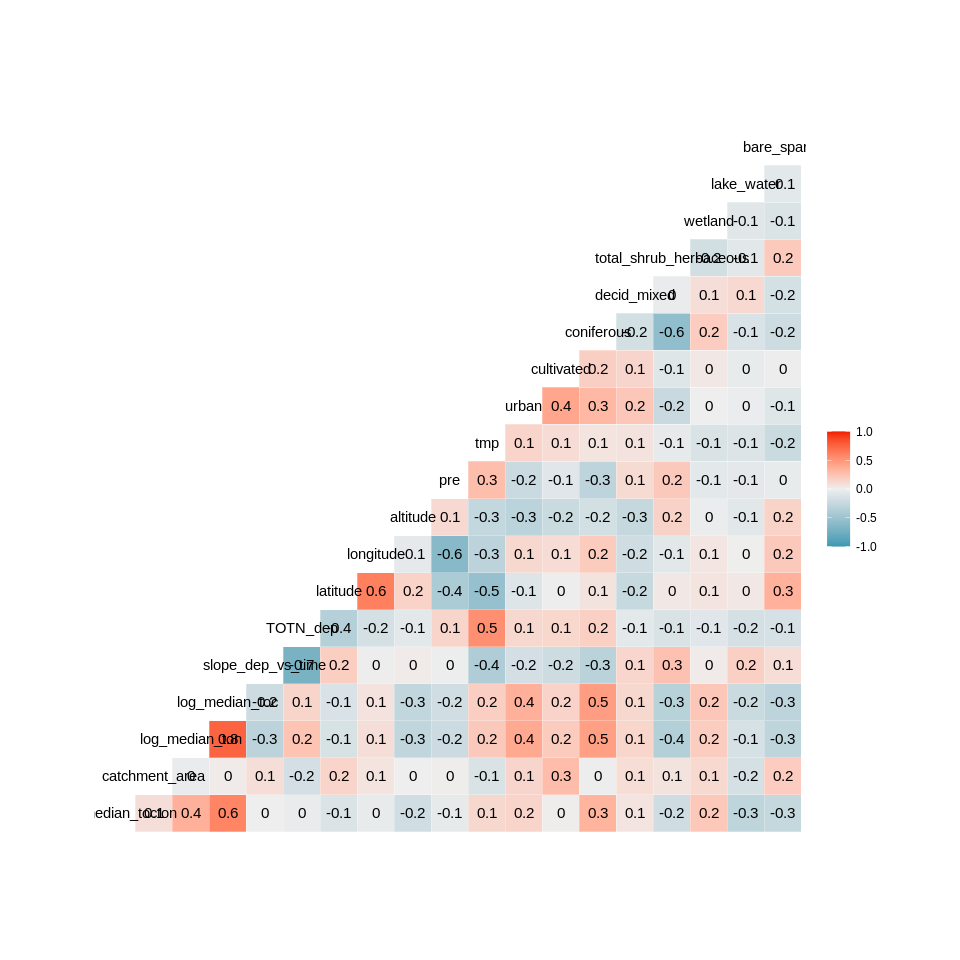 bare_spar
lake_water -0.1
wetland -0.1 -0.1
total_shrub_herbaceous -0.2 -0.1 0.2
decid_mixed 0 0.1 0.1 -0.2
coniferous -0.2 -0.6 0.2 -0.1 -0.2
cultivated 0.2 0.1 -0.1 0 0 0
urban 0.4 0.3 0.2 -0.2 0 0 -0.1
tmp 0.1 0.1 0.1 0.1 -0.1 -0.1 -0.1 -0.2
pre 0.3 -0.2 -0.1 -0.3 0.1 0.2 -0.1 -0.1 0
altitude 0.1 -0.3 -0.3 -0.2 -0.2 -0.3 0.2 0 -0.1 0.2
longitude -0.1 -0.6 -0.3 0.1 0.1 0.2 -0.2 -0.1 0.1 0 0.2
latitude 0.6 0.2 -0.4 -0.5 -0.1 0 0.1 -0.2 0 0.1 0 0.3
TOTN_dep -0.4 -0.2 -0.1 0.1 0.5 0.1 0.1 0.2 -0.1 -0.1 -0.1 -0.2 -0.1
slope_dep_vs_time -0.7 0.2 0 0 0 -0.4 -0.2 -0.2 -0.3 0.1 0.3 0 0.2 0.1
log_median_toc -0.2 0.1 -0.1 0.1 -0.3 -0.2 0.2 0.4 0.2 0.5 0.1 -0.3 0.2 -0.2 -0.3
log_median_ton 0.8 -0.3 0.2 -0.1 0.1 -0.3 -0.2 0.2 0.4 0.2 0.5 0.1 -0.4 0.2 -0.1 -0.3
catchment_area 0 0 0.1 -0.2 0.2 0.1 0 0 -0.1 0.1 0.3 0 0.1 0.1 0.1 -0.2 0.2
edian_tocton 0.1 0.4 0.6 0 0 -0.1 0 -0.2 -0.1 0.1 0.2 0 0.3 0.1 -0.2 0.2 -0.3 -0.3
1.0
0.5
0.0
-0.5
-1.0